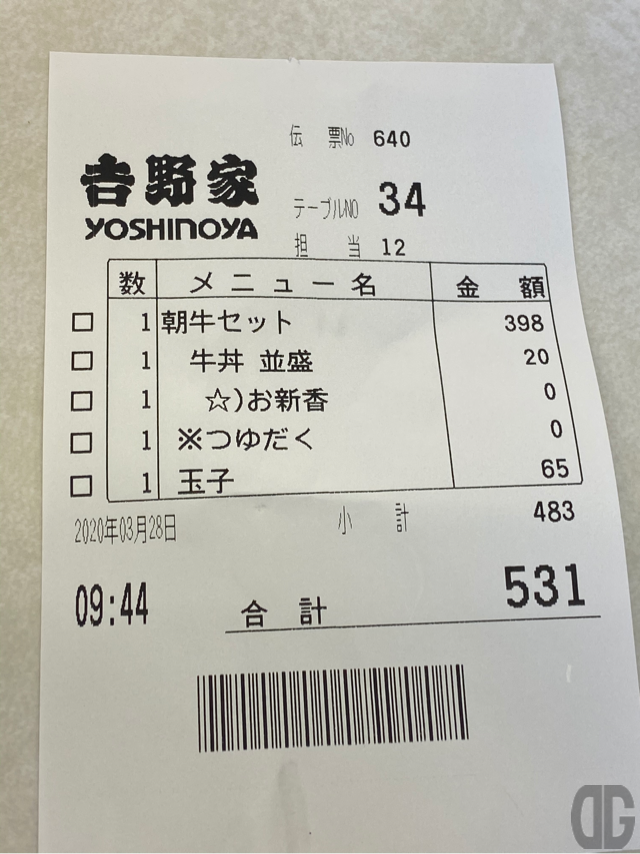 伝票No 640
吉野家
YOSHINOYA
テーブルNO 34
担当 12
数 メニュー名 金額
□ 1 朝牛セット 398
□ 1 牛丼 並盛 20
□ 1 ☆)お新香 0
□ 1 ※つゆだく 0
□ 1 玉子 65
2020年03月28日 小計 483
09:44 合計 531
DG